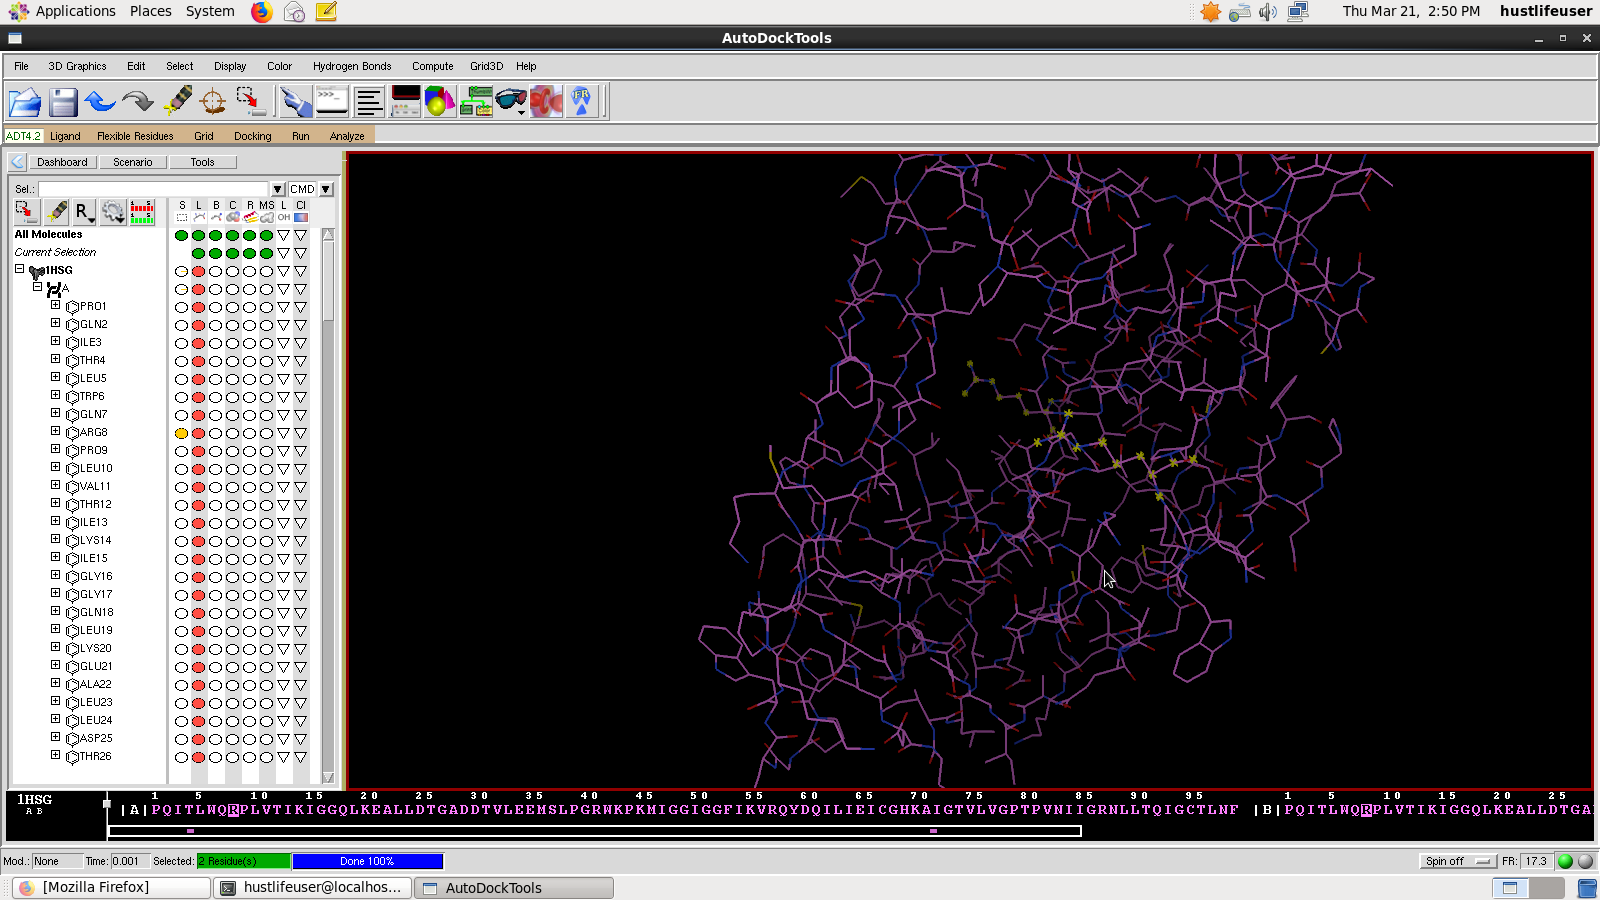 Applications Places System Thu Mar 21, 2:50 PM hustlifeuser
AutoDockTools
File 3D Graphics Edit Select Display Color Hydrogen Bonds Compute Grid3D Help
FR
ADT4.2 Ligand Flexible Residues Grid Docking Run Analyze
Dashboard Scenario Tools
Sel.: CMD
S L B C R MS L Cl
R OH
All Molecules
Current Selection
1HSG
A
PRO1
GLN2
ILE3
THR4
LEU5
TRP6
GLN7
ARG8
PRO9
LEU10
VAL11
THR12
ILE13
LYS14
ILE15
GLY16
GLY17
GLN18
LEU19
LYS20
GLU21
ALA22
LEU23
LEU24
ASP25
THR26
1HSG 1 5 10 15 20 25 30 35 40 45 50 55 60 65 70 75 80 85 90 95 1 5 10 15 20 25
A B |A|PQITLWQRPLVTIKIGGQLKEALLDTGADDTVLEEMSLPGRWKPKMIGGIGGFIKVRQYDQILIEICGHKAIGTVLVGPTPVNIIGRNLLTQIGCTLNF |B|PQITLWQRPLVTIKIGGQLKEALLDTGA
Mod.: None Time: 0.001 Selected: 2 Residue(s) Done 100% Spin off FR: 17.3
[Mozilla Firefox] hustlifeuser@localhos... AutoDockTools